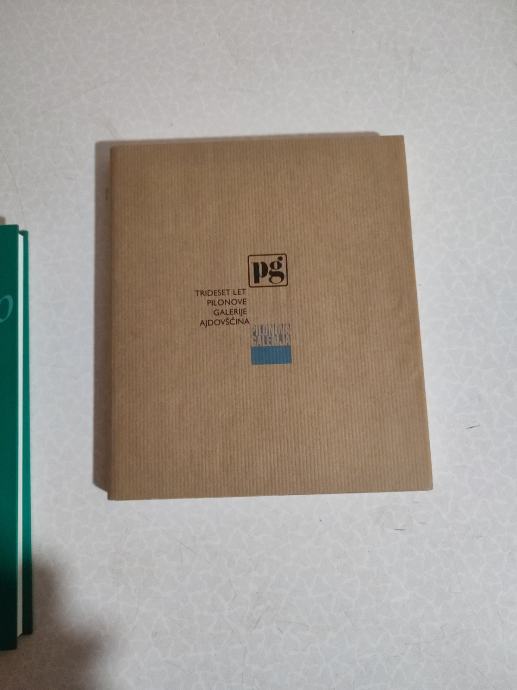 pg
TRIDESET LET
PILONOVE
GALERIJE
AJDOVŠČINA
PILONOVA
GALERIJA